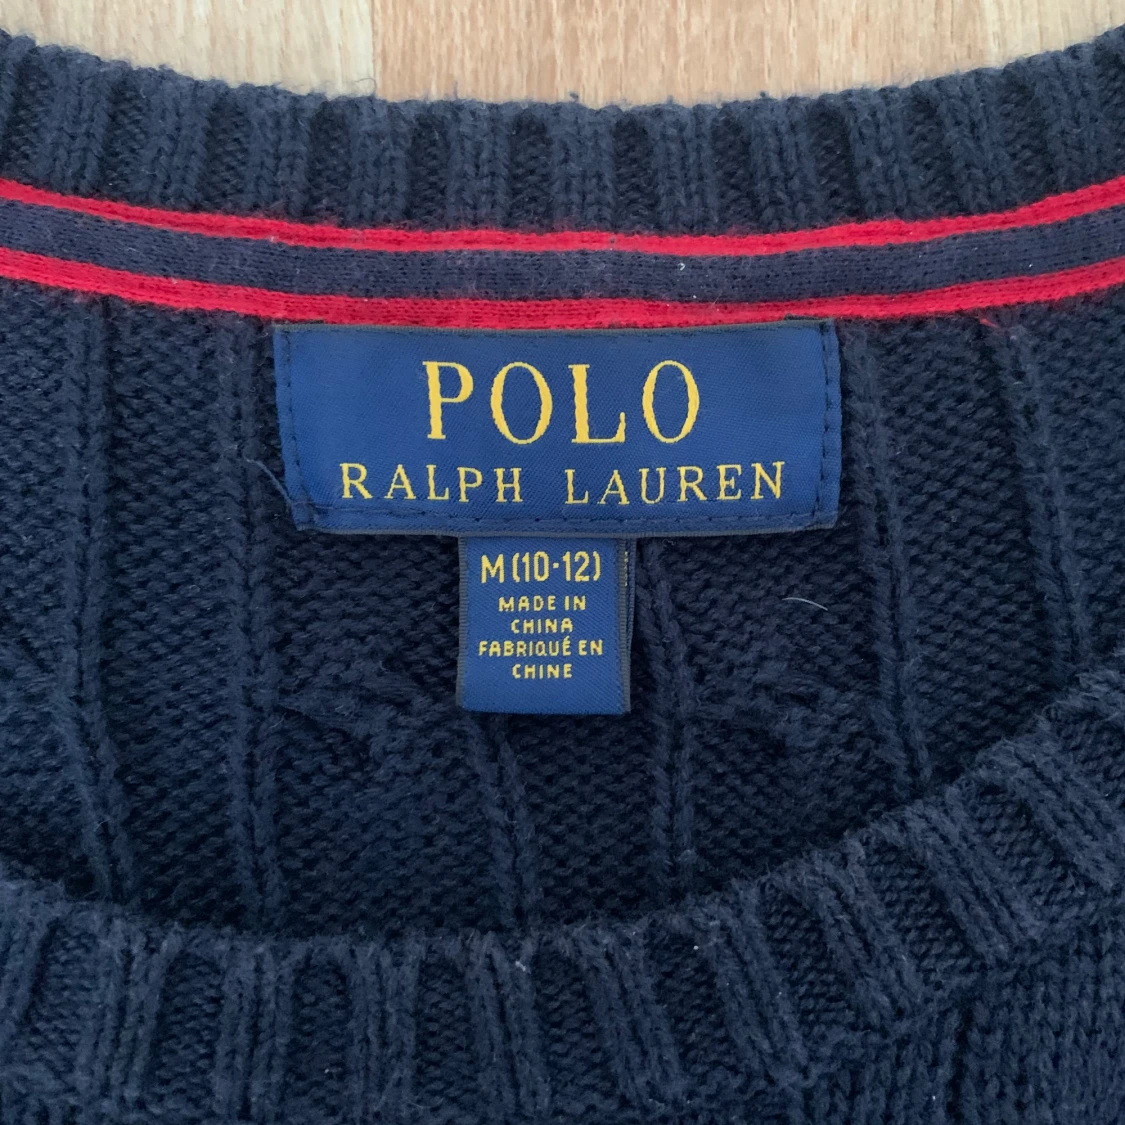 POLO
RALPH LAUREN
M (10-12)
MADE IN
CHINA
FABRIQUÉ EN
CHINE